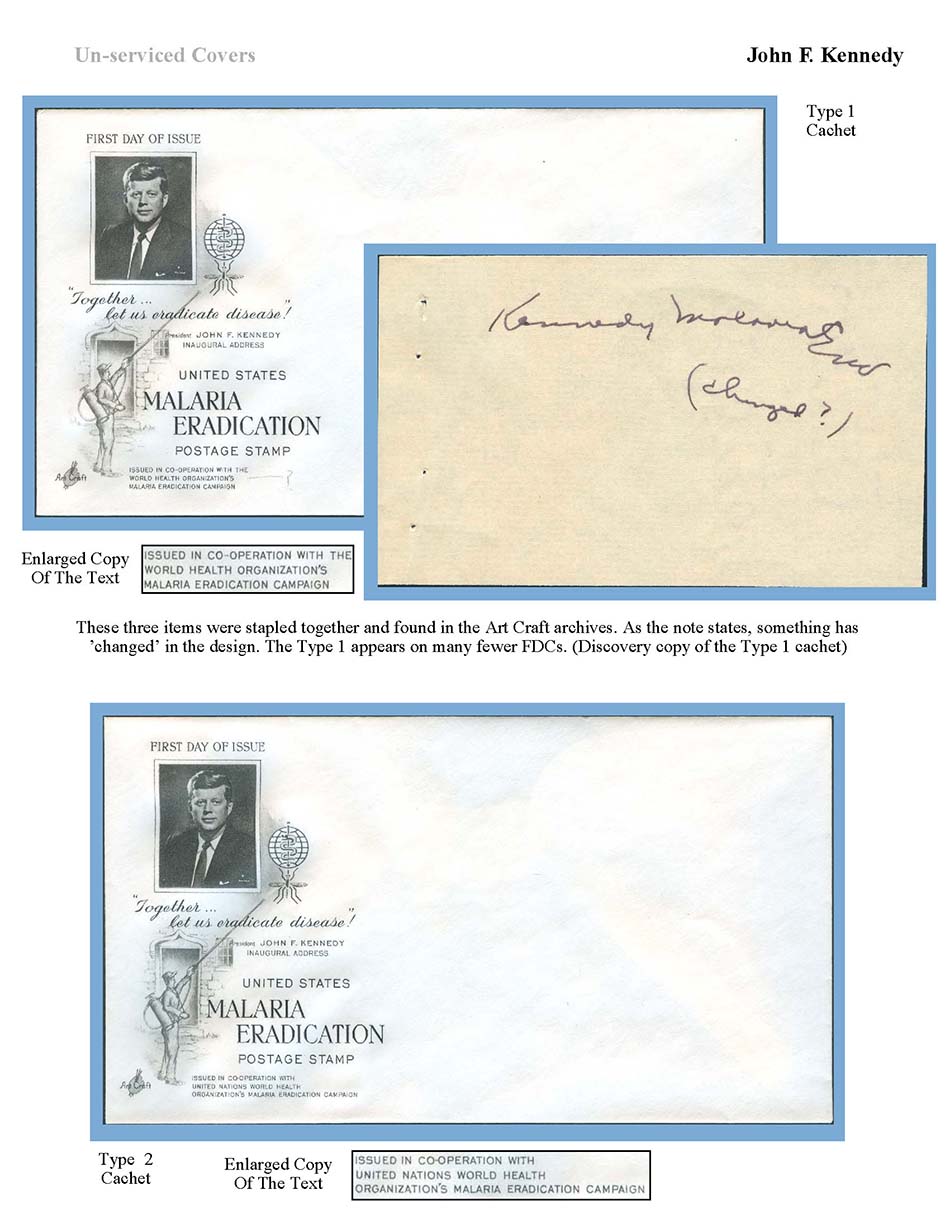 Un-serviced Covers
John F. Kennedy
Type 1
Cachet
FIRST DAY OF ISSUE
"Together ...
let us eradicate disease!"
President JOHN F. KENNEDY
INAUGURAL ADDRESS
UNITED STATES
MALARIA
ERADICATION
POSTAGE STAMP
ISSUED IN CO-OPERATION WITH THE
WORLD HEALTH ORGANIZATION'S
MALARIA ERADICATION CAMPAIGN
?
Art Craft
Kennedy Malaria
(changed?)
Enlarged Copy
Of The Text
ISSUED IN CO-OPERATION WITH THE
WORLD HEALTH ORGANIZATION'S
MALARIA ERADICATION CAMPAIGN
These three items were stapled together and found in the Art Craft archives. As the note states, something has
'changed' in the design. The Type 1 appears on many fewer FDCs. (Discovery copy of the Type 1 cachet)
FIRST DAY OF ISSUE
"Together ...
let us eradicate disease!"
President JOHN F. KENNEDY
INAUGURAL ADDRESS
UNITED STATES
MALARIA
ERADICATION
POSTAGE STAMP
ISSUED IN CO-OPERATION WITH
UNITED NATIONS WORLD HEALTH
ORGANIZATION'S MALARIA ERADICATION CAMPAIGN
Art Craft
Type 2
Cachet
Enlarged Copy
Of The Text
ISSUED IN CO-OPERATION WITH
UNITED NATIONS WORLD HEALTH
ORGANIZATION'S MALARIA ERADICATION CAMPAIGN